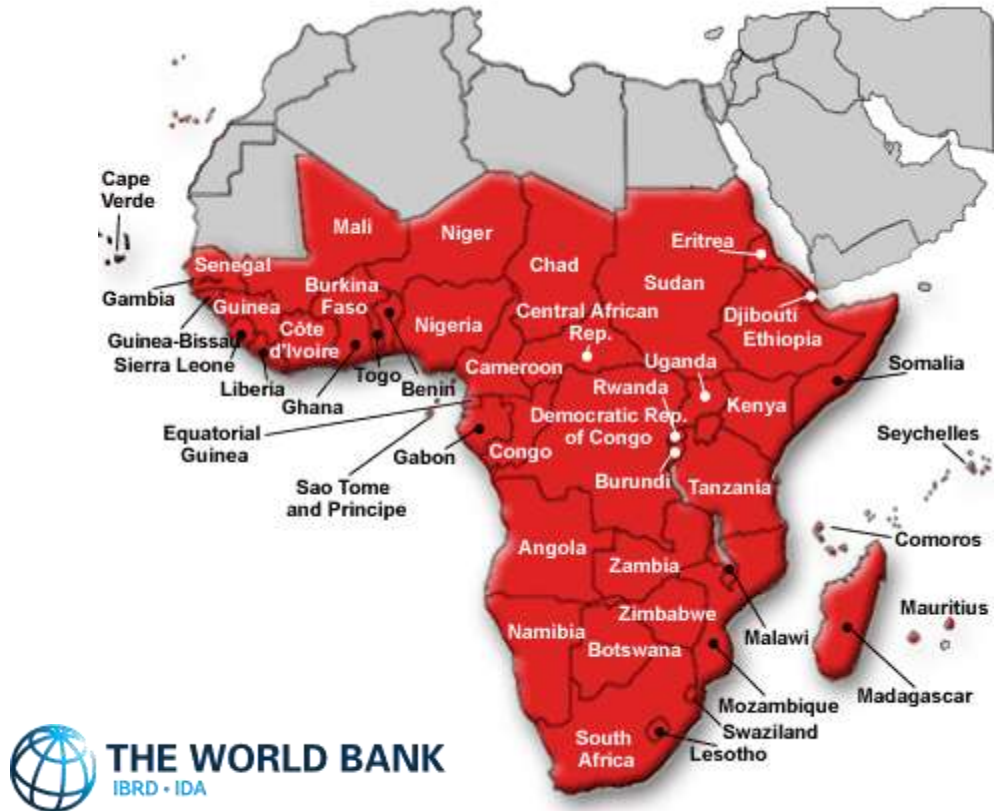 Cape
Verde
Mali
Niger
Chad
Sudan
Eritrea
Senegal
Gambia
Guinea
Burkina
Faso
Nigeria
Central African
Rep.
Djibouti
Ethiopia
Guinea-Bissau
Sierra Leone
Côte
d'Ivoire
Liberia
Ghana
Togo
Benin
Cameroon
Uganda
Rwanda
Kenya
Somalia
Equatorial
Guinea
Gabon
Congo
Democratic Rep.
of Congo
Burundi
Tanzania
Seychelles
Sao Tome
and Principe
Comoros
Angola
Zambia
Malawi
Mauritius
Namibia
Zimbabwe
Botswana
Madagascar
Mozambique
Swaziland
Lesotho
South
Africa
THE WORLD BANK
IBRD • IDA